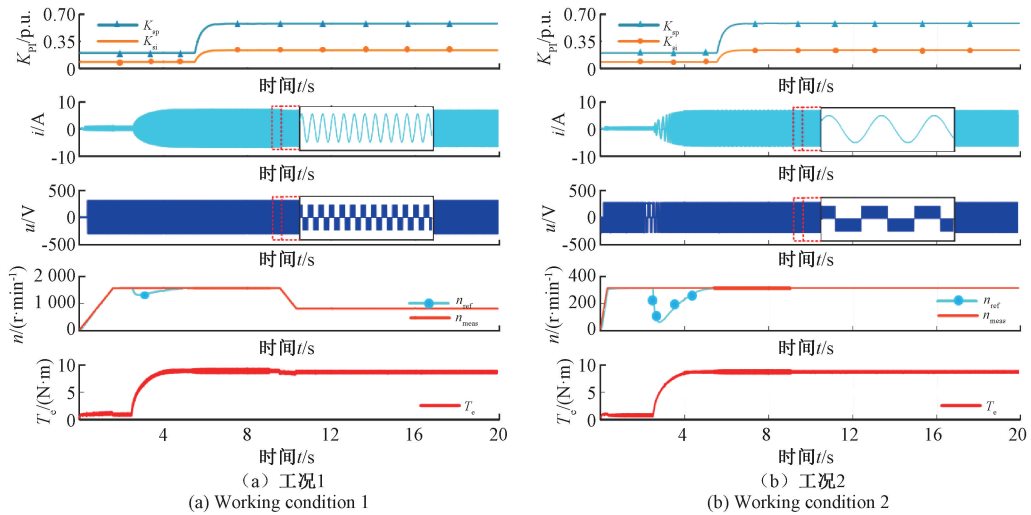 0.70
0.35
0
K_PI/p.u.
K_sp
K_si
时间t/s
10
0
-10
i/A
时间t/s
500
0
-500
u/V
时间t/s
2 000
1 000
0
n/(r·min⁻¹)
n_ref
n_meas
时间t/s
10
5
0
T_e/(N·m)
T_e
4 8 12 16 20
时间t/s
(a) 工况1
(a) Working condition 1
0.70
0.35
0
K_PI/p.u.
K_sp
K_si
时间t/s
10
0
-10
i/A
时间t/s
500
0
-500
u/V
时间t/s
400
200
0
n/(r·min⁻¹)
n_ref
n_meas
时间t/s
10
5
0
T_e/(N·m)
T_e
4 8 12 16 20
时间t/s
(b) 工况2
(b) Working condition 2